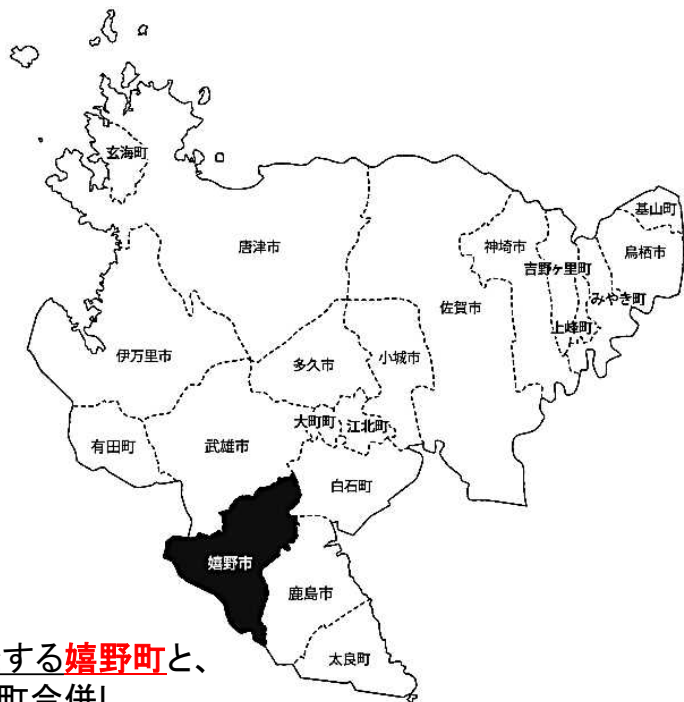 玄海町
基山町
唐津市
神埼市
鳥栖市
吉野ヶ里町
みやき町
佐賀市
上峰町
伊万里市
多久市
小城市
大町町
江北町
有田町
武雄市
白石町
嬉野市
鹿島市
太良町
する嬉野町と、
町合併!